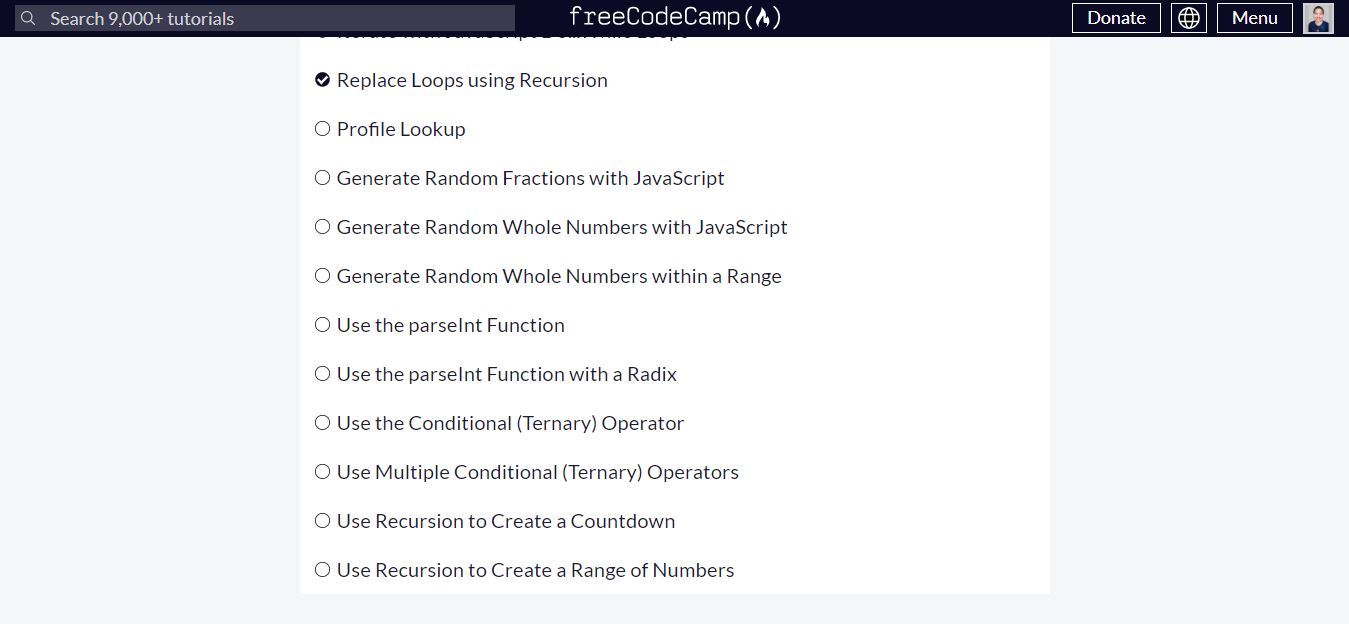 Search 9,000+ tutorials
freeCodeCamp
Donate
Menu
Replace Loops using Recursion
Profile Lookup
Generate Random Fractions with JavaScript
Generate Random Whole Numbers with JavaScript
Generate Random Whole Numbers within a Range
Use the parseInt Function
Use the parseInt Function with a Radix
Use the Conditional (Ternary) Operator
Use Multiple Conditional (Ternary) Operators
Use Recursion to Create a Countdown
Use Recursion to Create a Range of Numbers